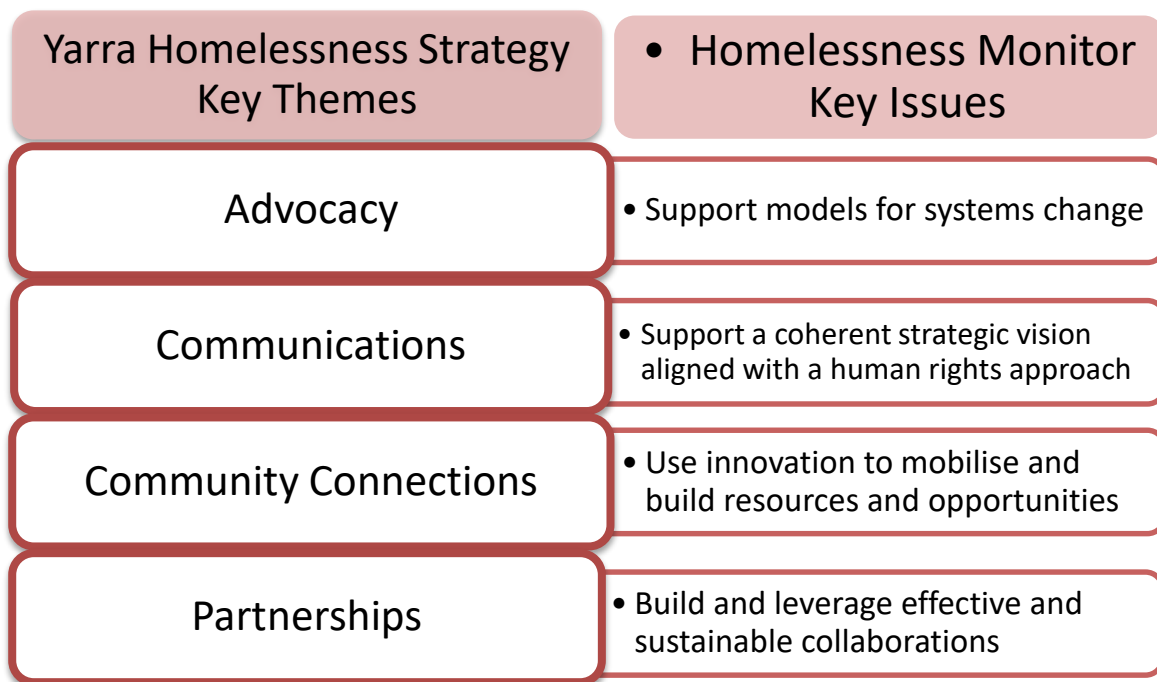 Yarra Homelessness Strategy
Key Themes
• Homelessness Monitor
Key Issues
Advocacy
• Support models for systems change
Communications
• Support a coherent strategic vision
aligned with a human rights approach
Community Connections
• Use innovation to mobilise and
build resources and opportunities
Partnerships
• Build and leverage effective and
sustainable collaborations